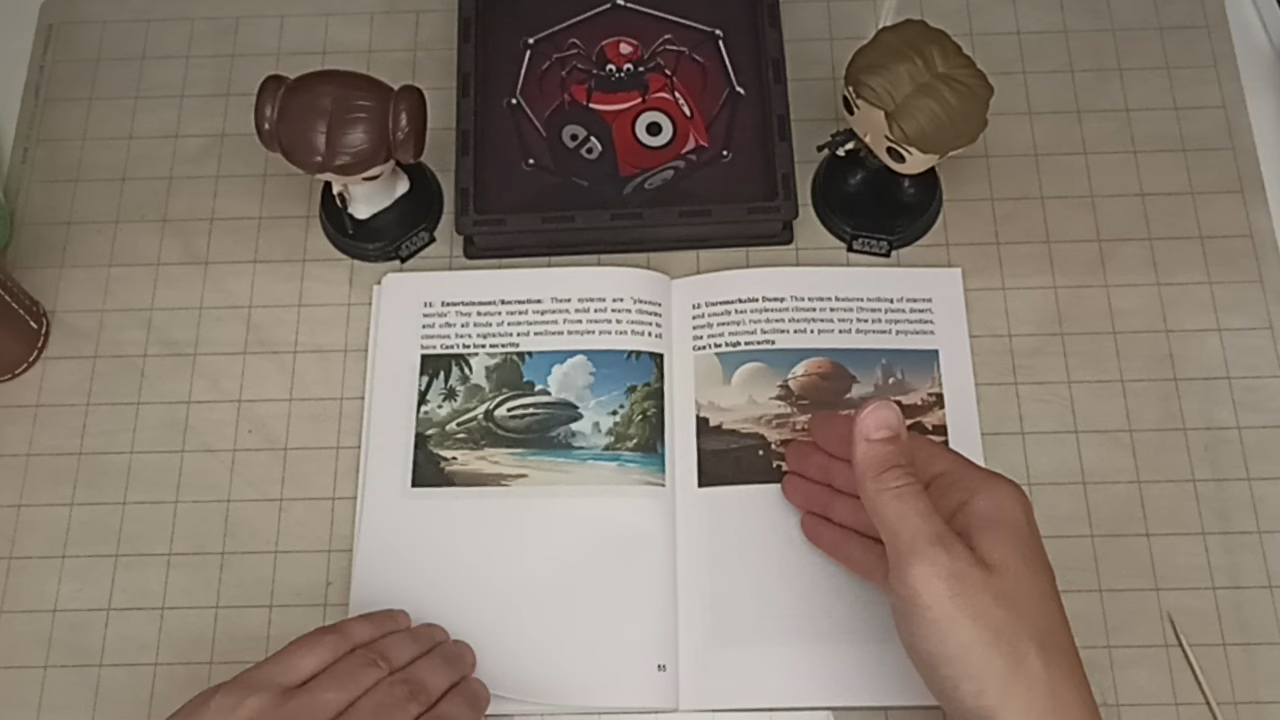 STAR WARS
STAR WARS
11: Entertainment/Recreation: These systems are "pleasure
worlds". They feature varied vegetation, mild and warm climates
and offer all kinds of entertainment. From resorts to casinos to
cinemas, bars, nightclubs and wellness temples you can find it all
here. Can't be low security.
55
12: Unremarkable Dump: This system features nothing of interest
and usually has unpleasant climate or terrain (frozen plains, desert,
smelly swamp), run-down shantytowns, very few job opportunities,
the most minimal facilities and a poor and depressed population.
Can't be high security.